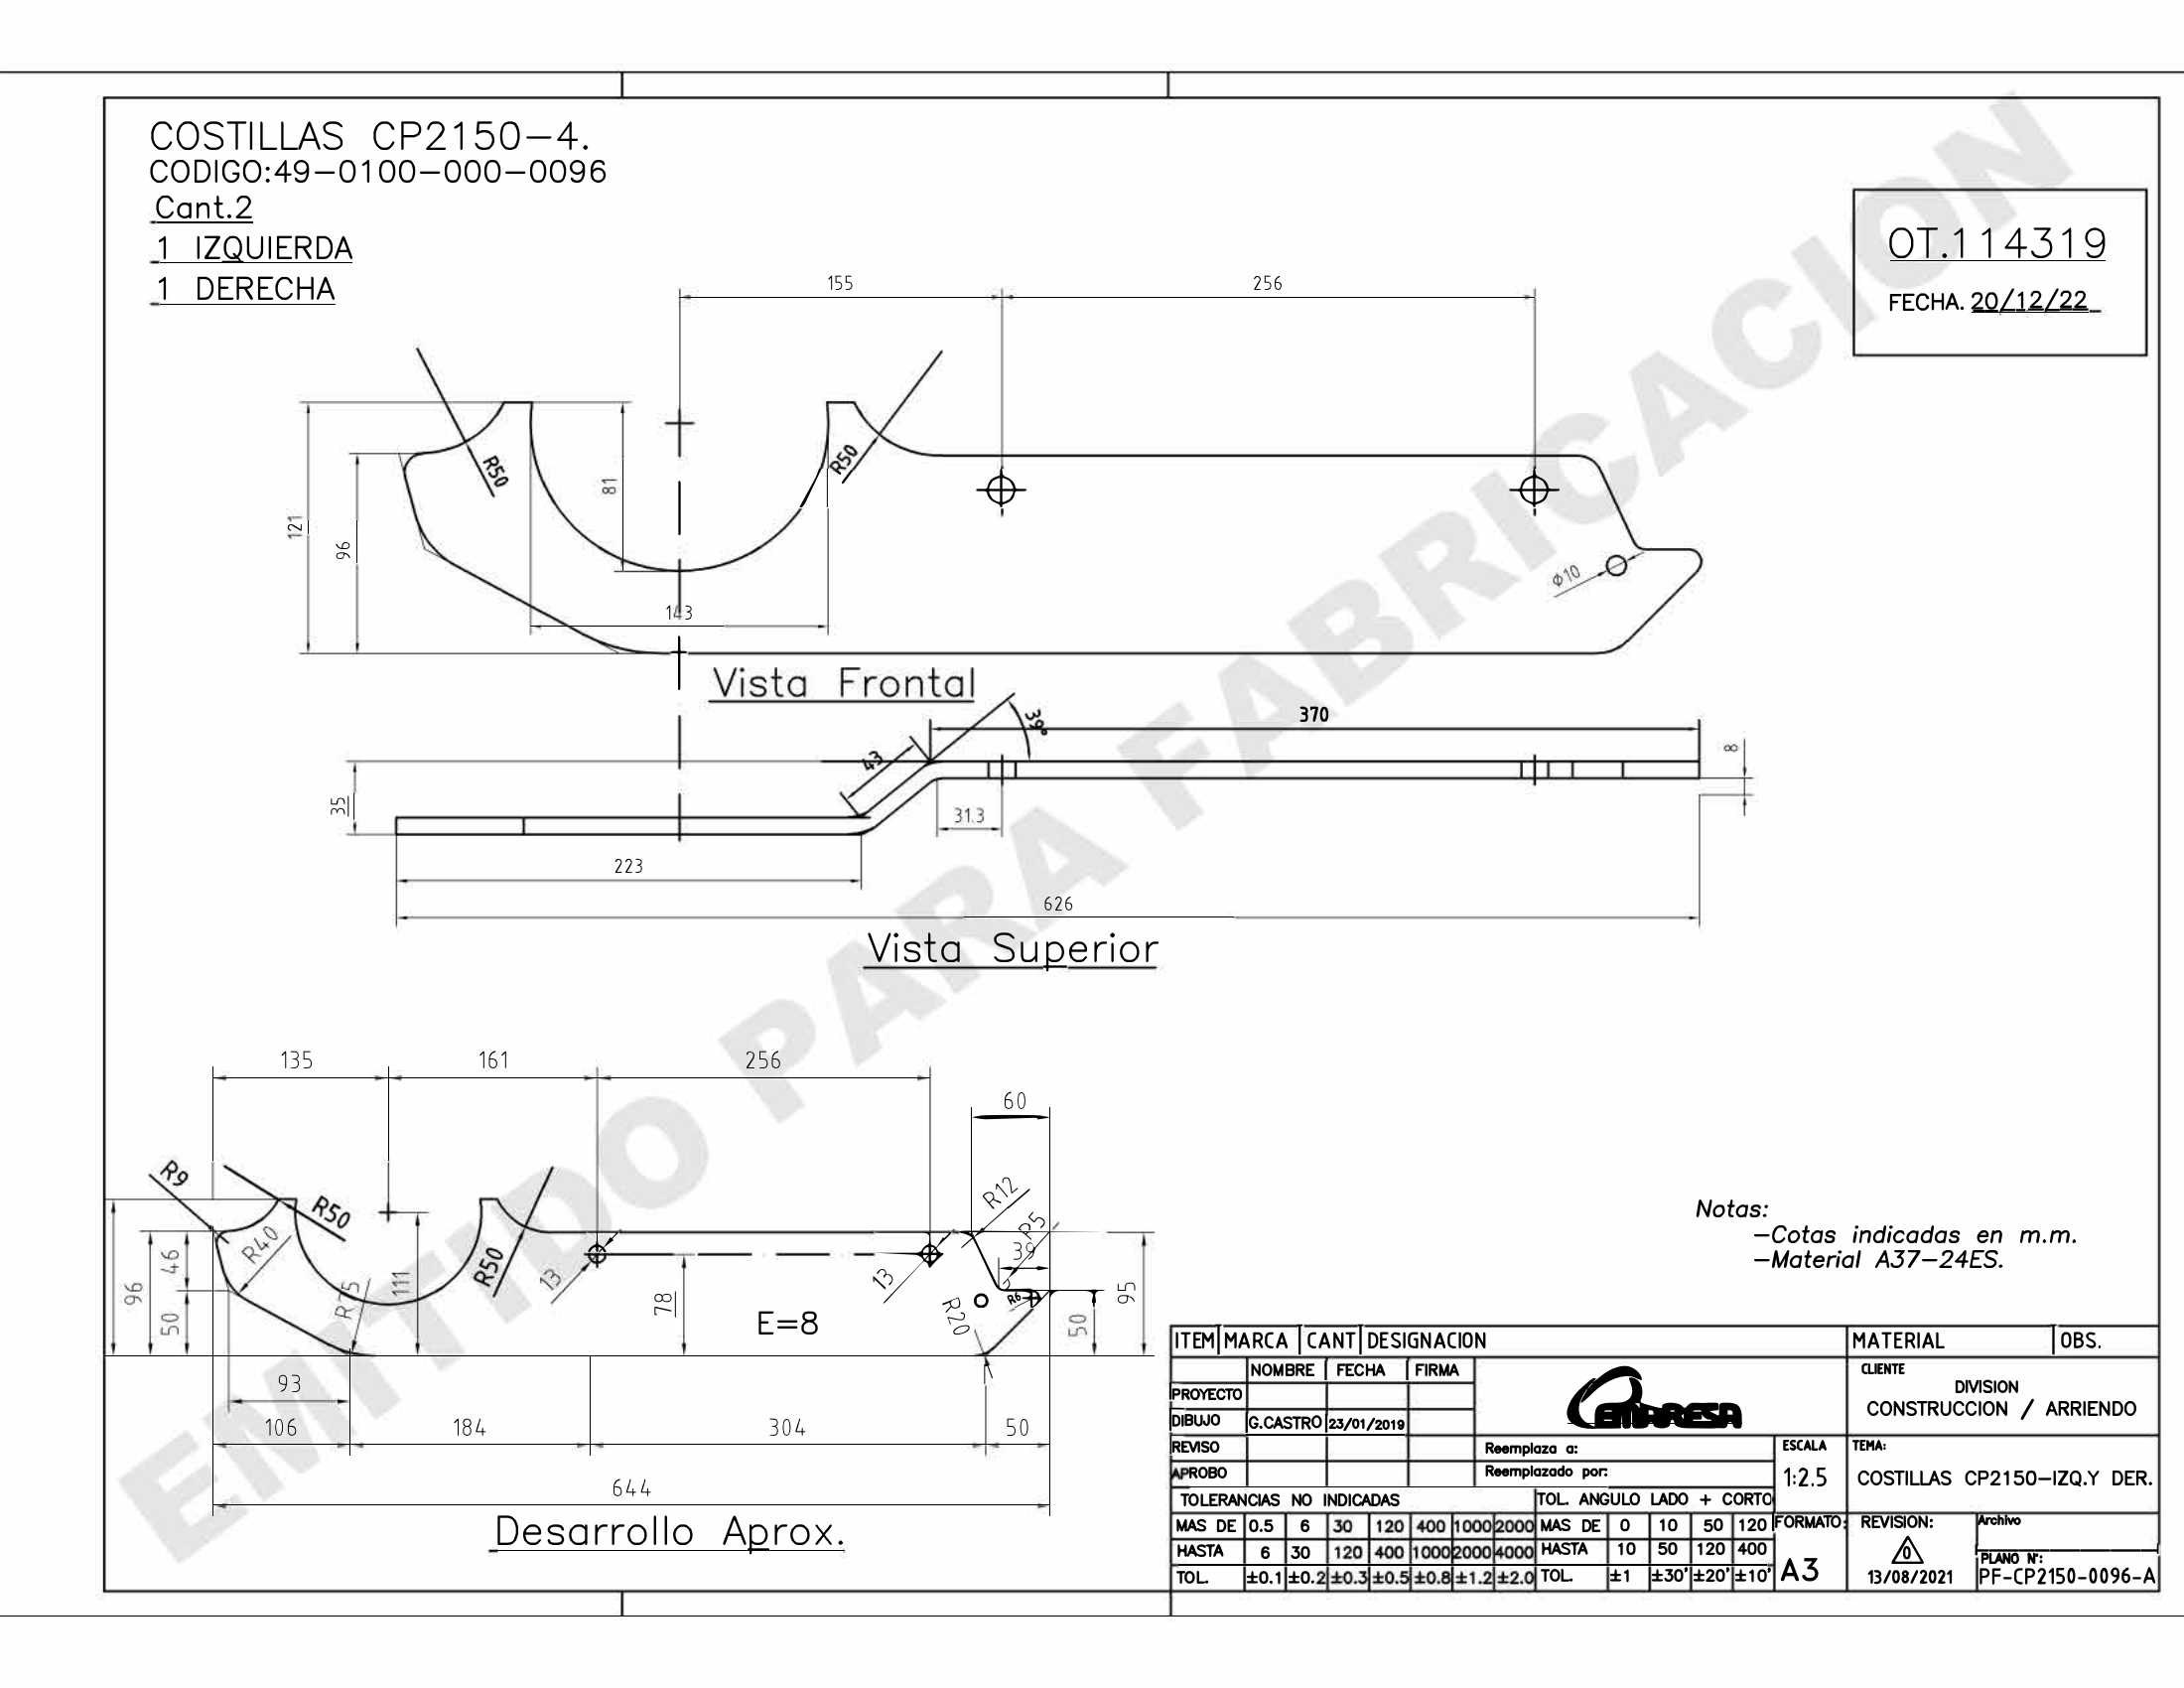 COSTILLAS CP2150-4.
CODIGO:49-0100-000-0096
Cant.2
1 IZQUIERDA
1 DERECHA
OT.114319
FECHA. 20/12/22
EMITIDO PARA FABRICACION
155
256
R50
R50
121
96
81
143
Ø10
Vista Frontal
39°
370
43
8
35
31.3
223
626
Vista Superior
135
161
256
60
R9
R50
R40
R50
R12
39
96
46
50
R75
111
13
78
13
E=8
R20
R6
50
95
93
106
184
304
50
644
Desarrollo Aprox.
Notas:
-Cotas indicadas en m.m.
-Material A37-24ES.
ITEM MARCA CANT DESIGNACION MATERIAL OBS.
NOMBRE FECHA FIRMA
PROYECTO
DIBUJO G.CASTRO 23/01/2019
REVISO
APROBO
EMPRESA
Reemplaza a:
Reemplazado por:
ESCALA
1:2.5
CLIENTE
DIVISION
CONSTRUCCION / ARRIENDO
TEMA:
COSTILLAS CP2150-IZQ.Y DER.
TOLERANCIAS NO INDICADAS
TOL. ANGULO LADO + CORTO
MAS DE 0.5 6 30 120 400 1000 2000 MAS DE 0 10 50 120
HASTA 6 30 120 400 1000 2000 4000 HASTA 10 50 120 400
TOL. ±0.1 ±0.2 ±0.3 ±0.5 ±0.8 ±1.2 ±2.0 TOL. ±1 ±30' ±20' ±10'
FORMATO:
A3
REVISION:
0
13/08/2021
Archivo
PLANO N°:
PF-CP2150-0096-A